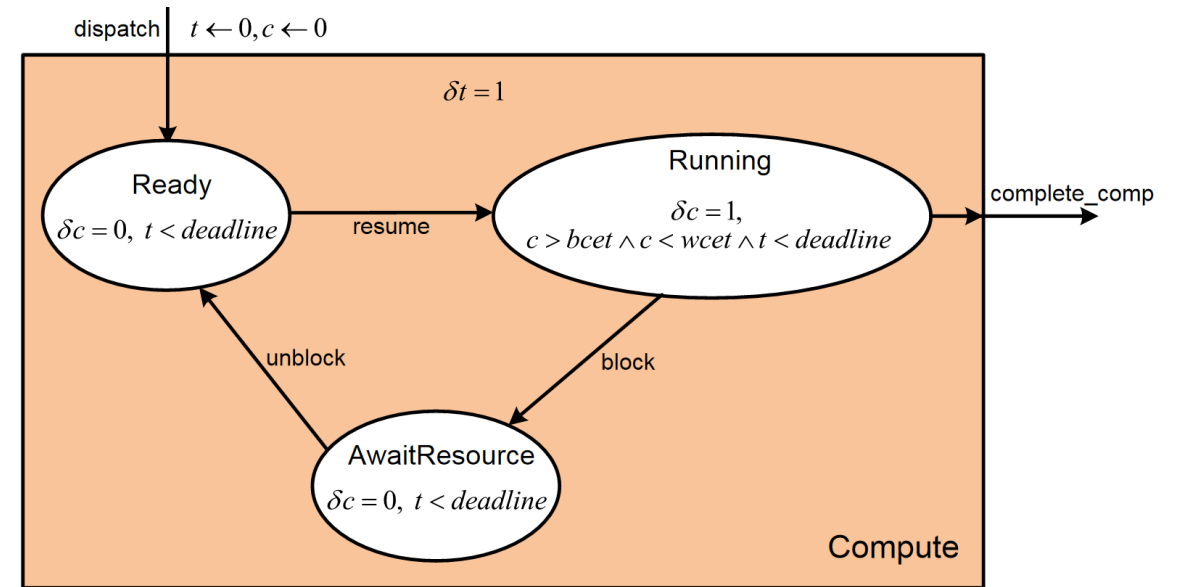 dispatch
t ← 0, c ← 0
δt = 1
Ready
δc = 0, t < deadline
resume
Running
δc = 1,
c > bcet ∧ c < wcet ∧ t < deadline
complete_comp
unblock
block
AwaitResource
δc = 0, t < deadline
Compute